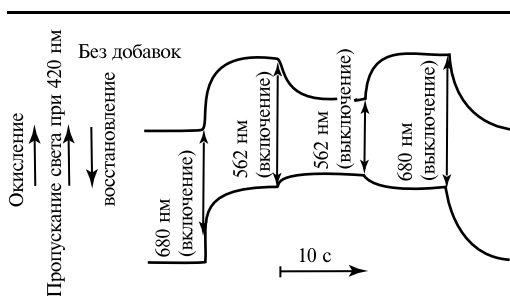 Без добавок
Окисление
Пропускание света при 420 нм
восстановление
680 нм
(включение)
562 нм
(включение)
562 нм
(выключение)
680 нм
(выключение)
10 с